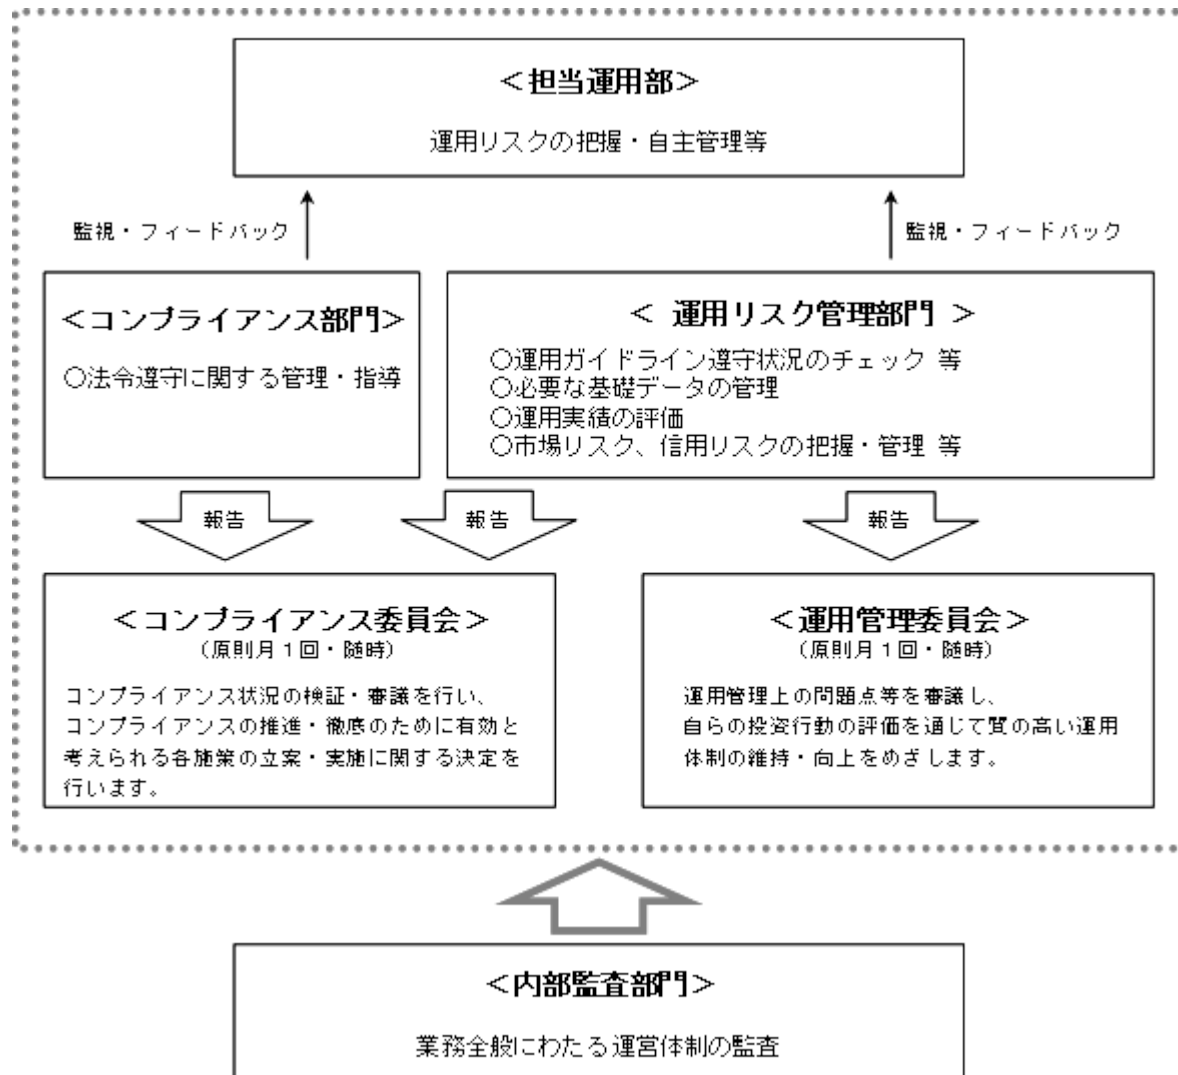 ＜担当運用部＞
運用リスクの把握・自主管理等
監視・フィードバック
監視・フィードバック
＜コンプライアンス部門＞
○法令遵守に関する管理・指導
＜ 運用リスク管理部門 ＞
○運用ガイドライン遵守状況のチェック 等
○必要な基礎データの管理
○運用実績の評価
○市場リスク、信用リスクの把握・管理 等
報告
報告
報告
＜コンプライアンス委員会＞
（原則月１回・随時）
コンプライアンス状況の検証・審議を行い、
コンプライアンスの推進・徹底のために有効と
考えられる各施策の立案・実施に関する決定を
行います。
＜運用管理委員会＞
（原則月１回・随時）
運用管理上の問題点等を審議し、
自らの投資行動の評価を通じて質の高い運用
体制の維持・向上をめざします。
＜内部監査部門＞
業務全般にわたる運営体制の監査